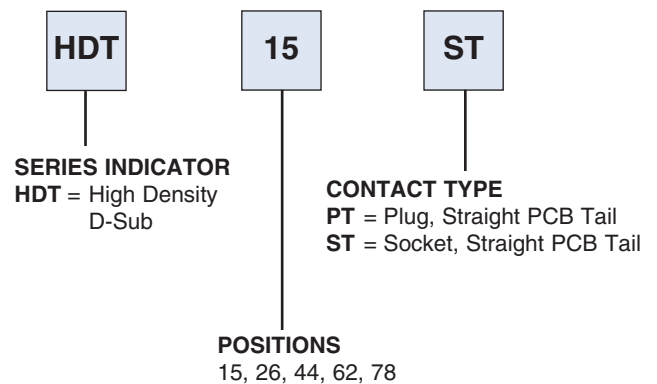 HDT 15 ST
SERIES INDICATOR
HDT = High Density
D-Sub
CONTACT TYPE
PT = Plug, Straight PCB Tail
ST = Socket, Straight PCB Tail
POSITIONS
15, 26, 44, 62, 78